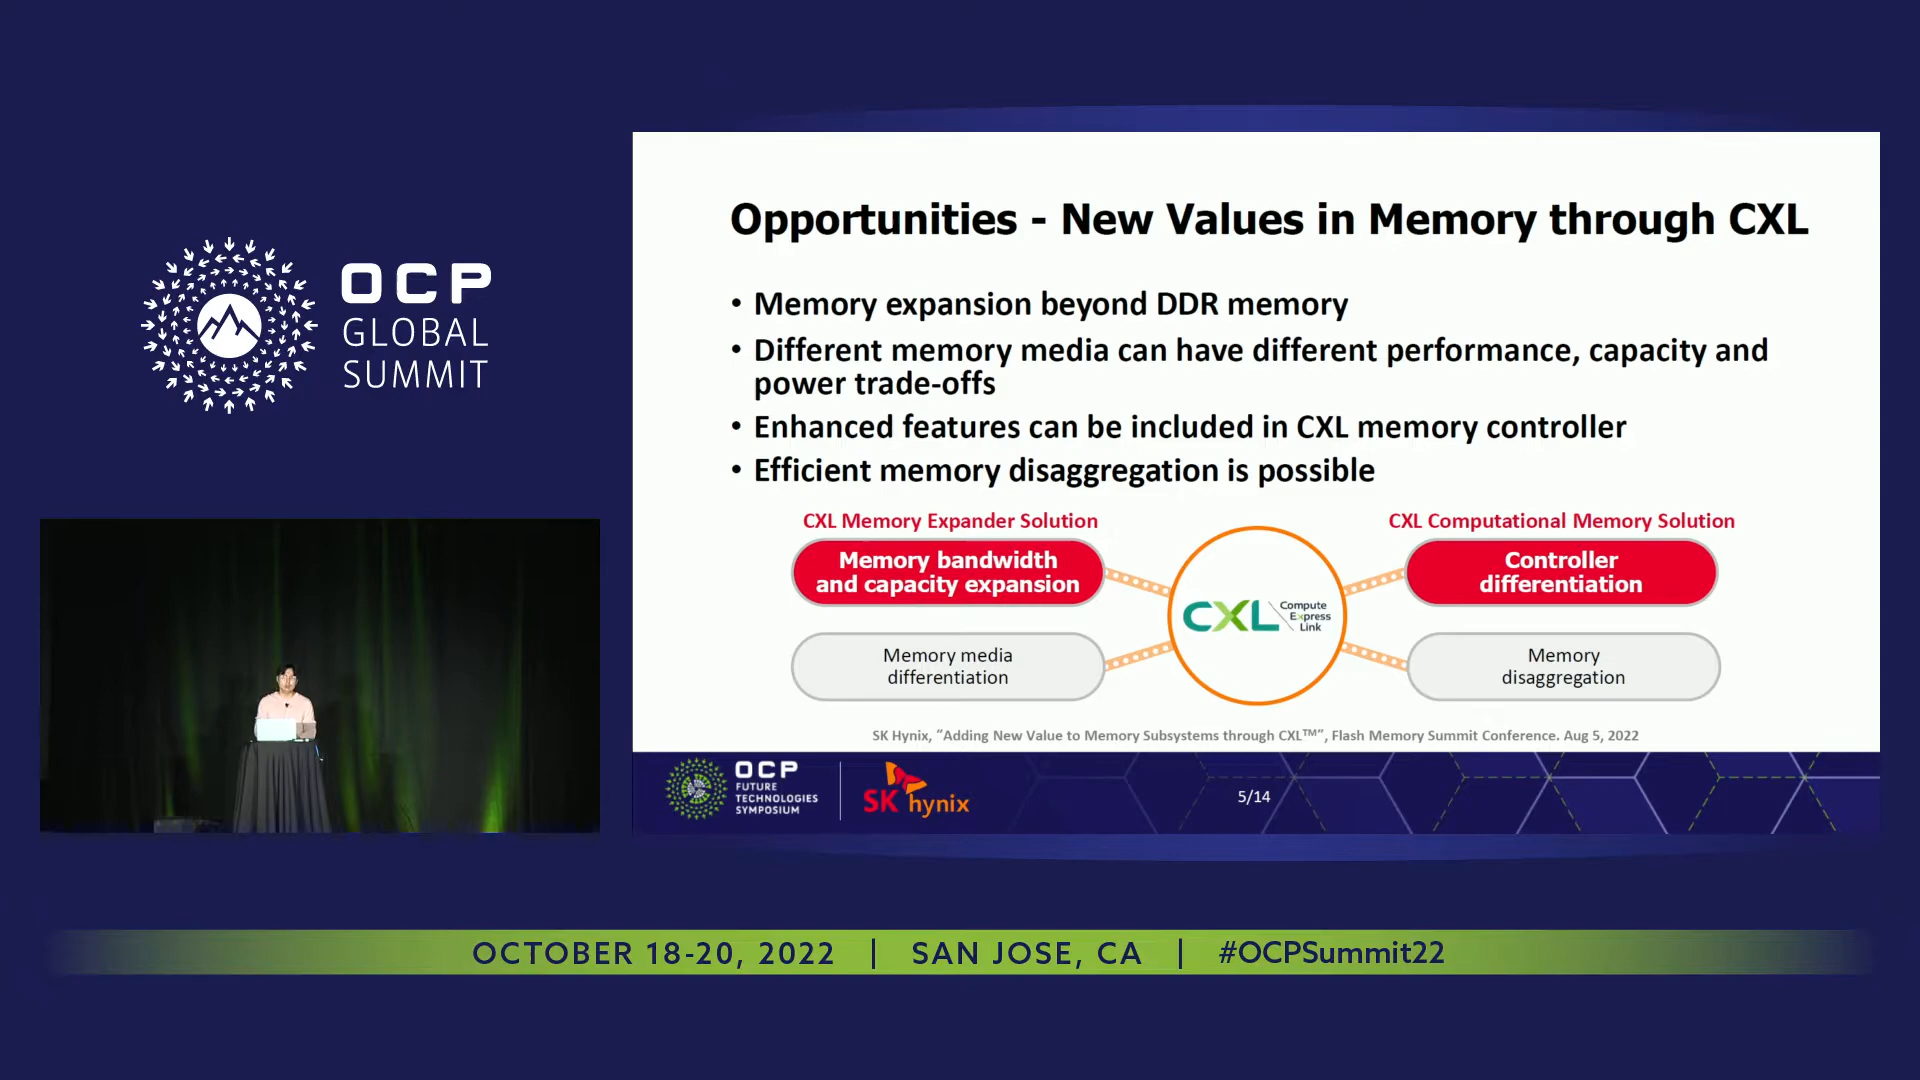 OCP
GLOBAL
SUMMIT
Opportunities - New Values in Memory through CXL
• Memory expansion beyond DDR memory
• Different memory media can have different performance, capacity and
power trade-offs
• Enhanced features can be included in CXL memory controller
• Efficient memory disaggregation is possible
CXL Memory Expander Solution
Memory bandwidth
and capacity expansion
Memory media
differentiation
CXL
Compute
Express
Link
CXL Computational Memory Solution
Controller
differentiation
Memory
disaggregation
SK Hynix, “Adding New Value to Memory Subsystems through CXL™”, Flash Memory Summit Conference. Aug 5, 2022
OCP
FUTURE
TECHNOLOGIES
SYMPOSIUM
SK hynix
5/14
OCTOBER 18-20, 2022 | SAN JOSE, CA | #OCPSummit22